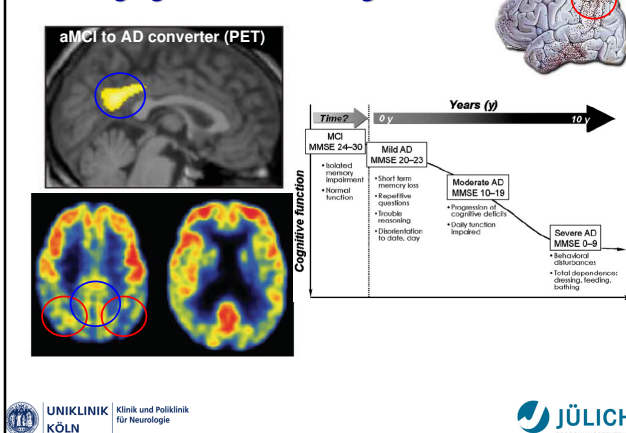 aMCI to AD converter (PET)
Years (y)
Time?
0 y
10 y
MCI
MMSE 24–30
• Isolated
memory
impairment
• Normal
function
Mild AD
MMSE 20–23
• Short term
memory loss
• Repetitive
questions
• Trouble
reasoning
• Disorientation
to date, day
Moderate AD
MMSE 10–19
• Progression of
cognitive deficits
• Daily function
impaired
Severe AD
MMSE 0–9
• Behavioral
disturbances
• Total dependence:
dressing, feeding,
bathing
Cognitive function
UNIKLINIK
KÖLN
Klinik und Poliklinik
für Neurologie
JÜLICH